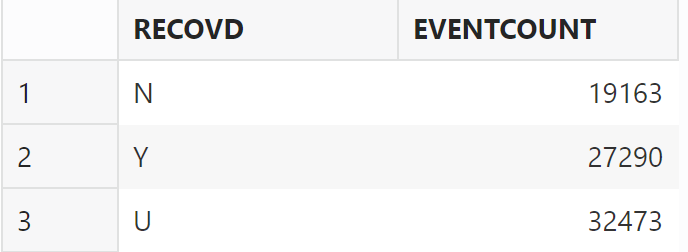 RECOVD EVENTCOUNT
1 N 19163
2 Y 27290
3 U 32473